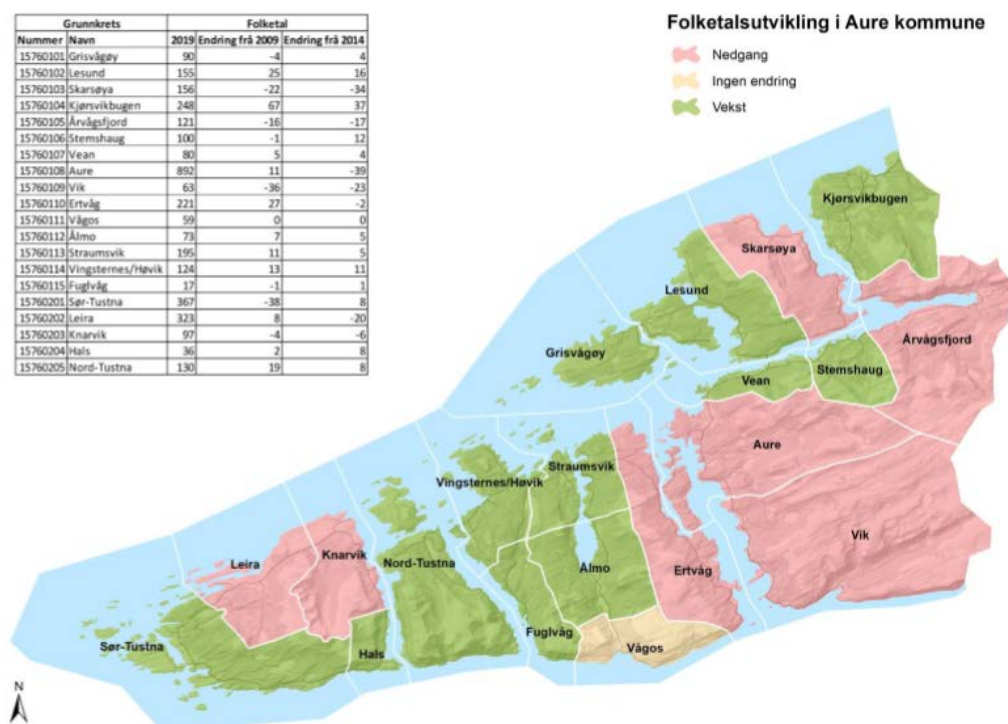 Grunnkrets Folketal
Nummer Navn 2019 Endring frå 2009 Endring frå 2014
15760101 Grisvågøy 90 -4 4
15760102 Lesund 155 25 16
15760103 Skarsøya 156 -22 -34
15760104 Kjørsvikbugen 248 67 37
15760105 Årvågsfjord 121 -16 -17
15760106 Stemshaug 100 -1 12
15760107 Vean 80 5 4
15760108 Aure 892 11 -39
15760109 Vik 63 -36 -23
15760110 Ertvåg 221 27 -2
15760111 Vågos 59 0 0
15760112 Ålmo 73 7 5
15760113 Straumsvik 195 11 5
15760114 Vingsternes/Høvik 124 13 11
15760115 Fuglvåg 17 -1 1
15760201 Sør-Tustna 367 -38 8
15760202 Leira 323 8 -20
15760203 Knarvik 97 -4 -6
15760204 Hals 36 2 8
15760205 Nord-Tustna 130 19 8
Folketalsutvikling i Aure kommune
Nedgang
Ingen endring
Vekst
Kjørsvikbugen
Skarsøya
Lesund
Årvågsfjord
Grisvågøy
Stemshaug
Vean
Aure
Straumsvik
Vingsternes/Høvik
Vik
Knarvik
Nord-Tustna
Leira
Ålmo
Ertvåg
Fuglvåg
Sør-Tustna
Hals
Vågos
N